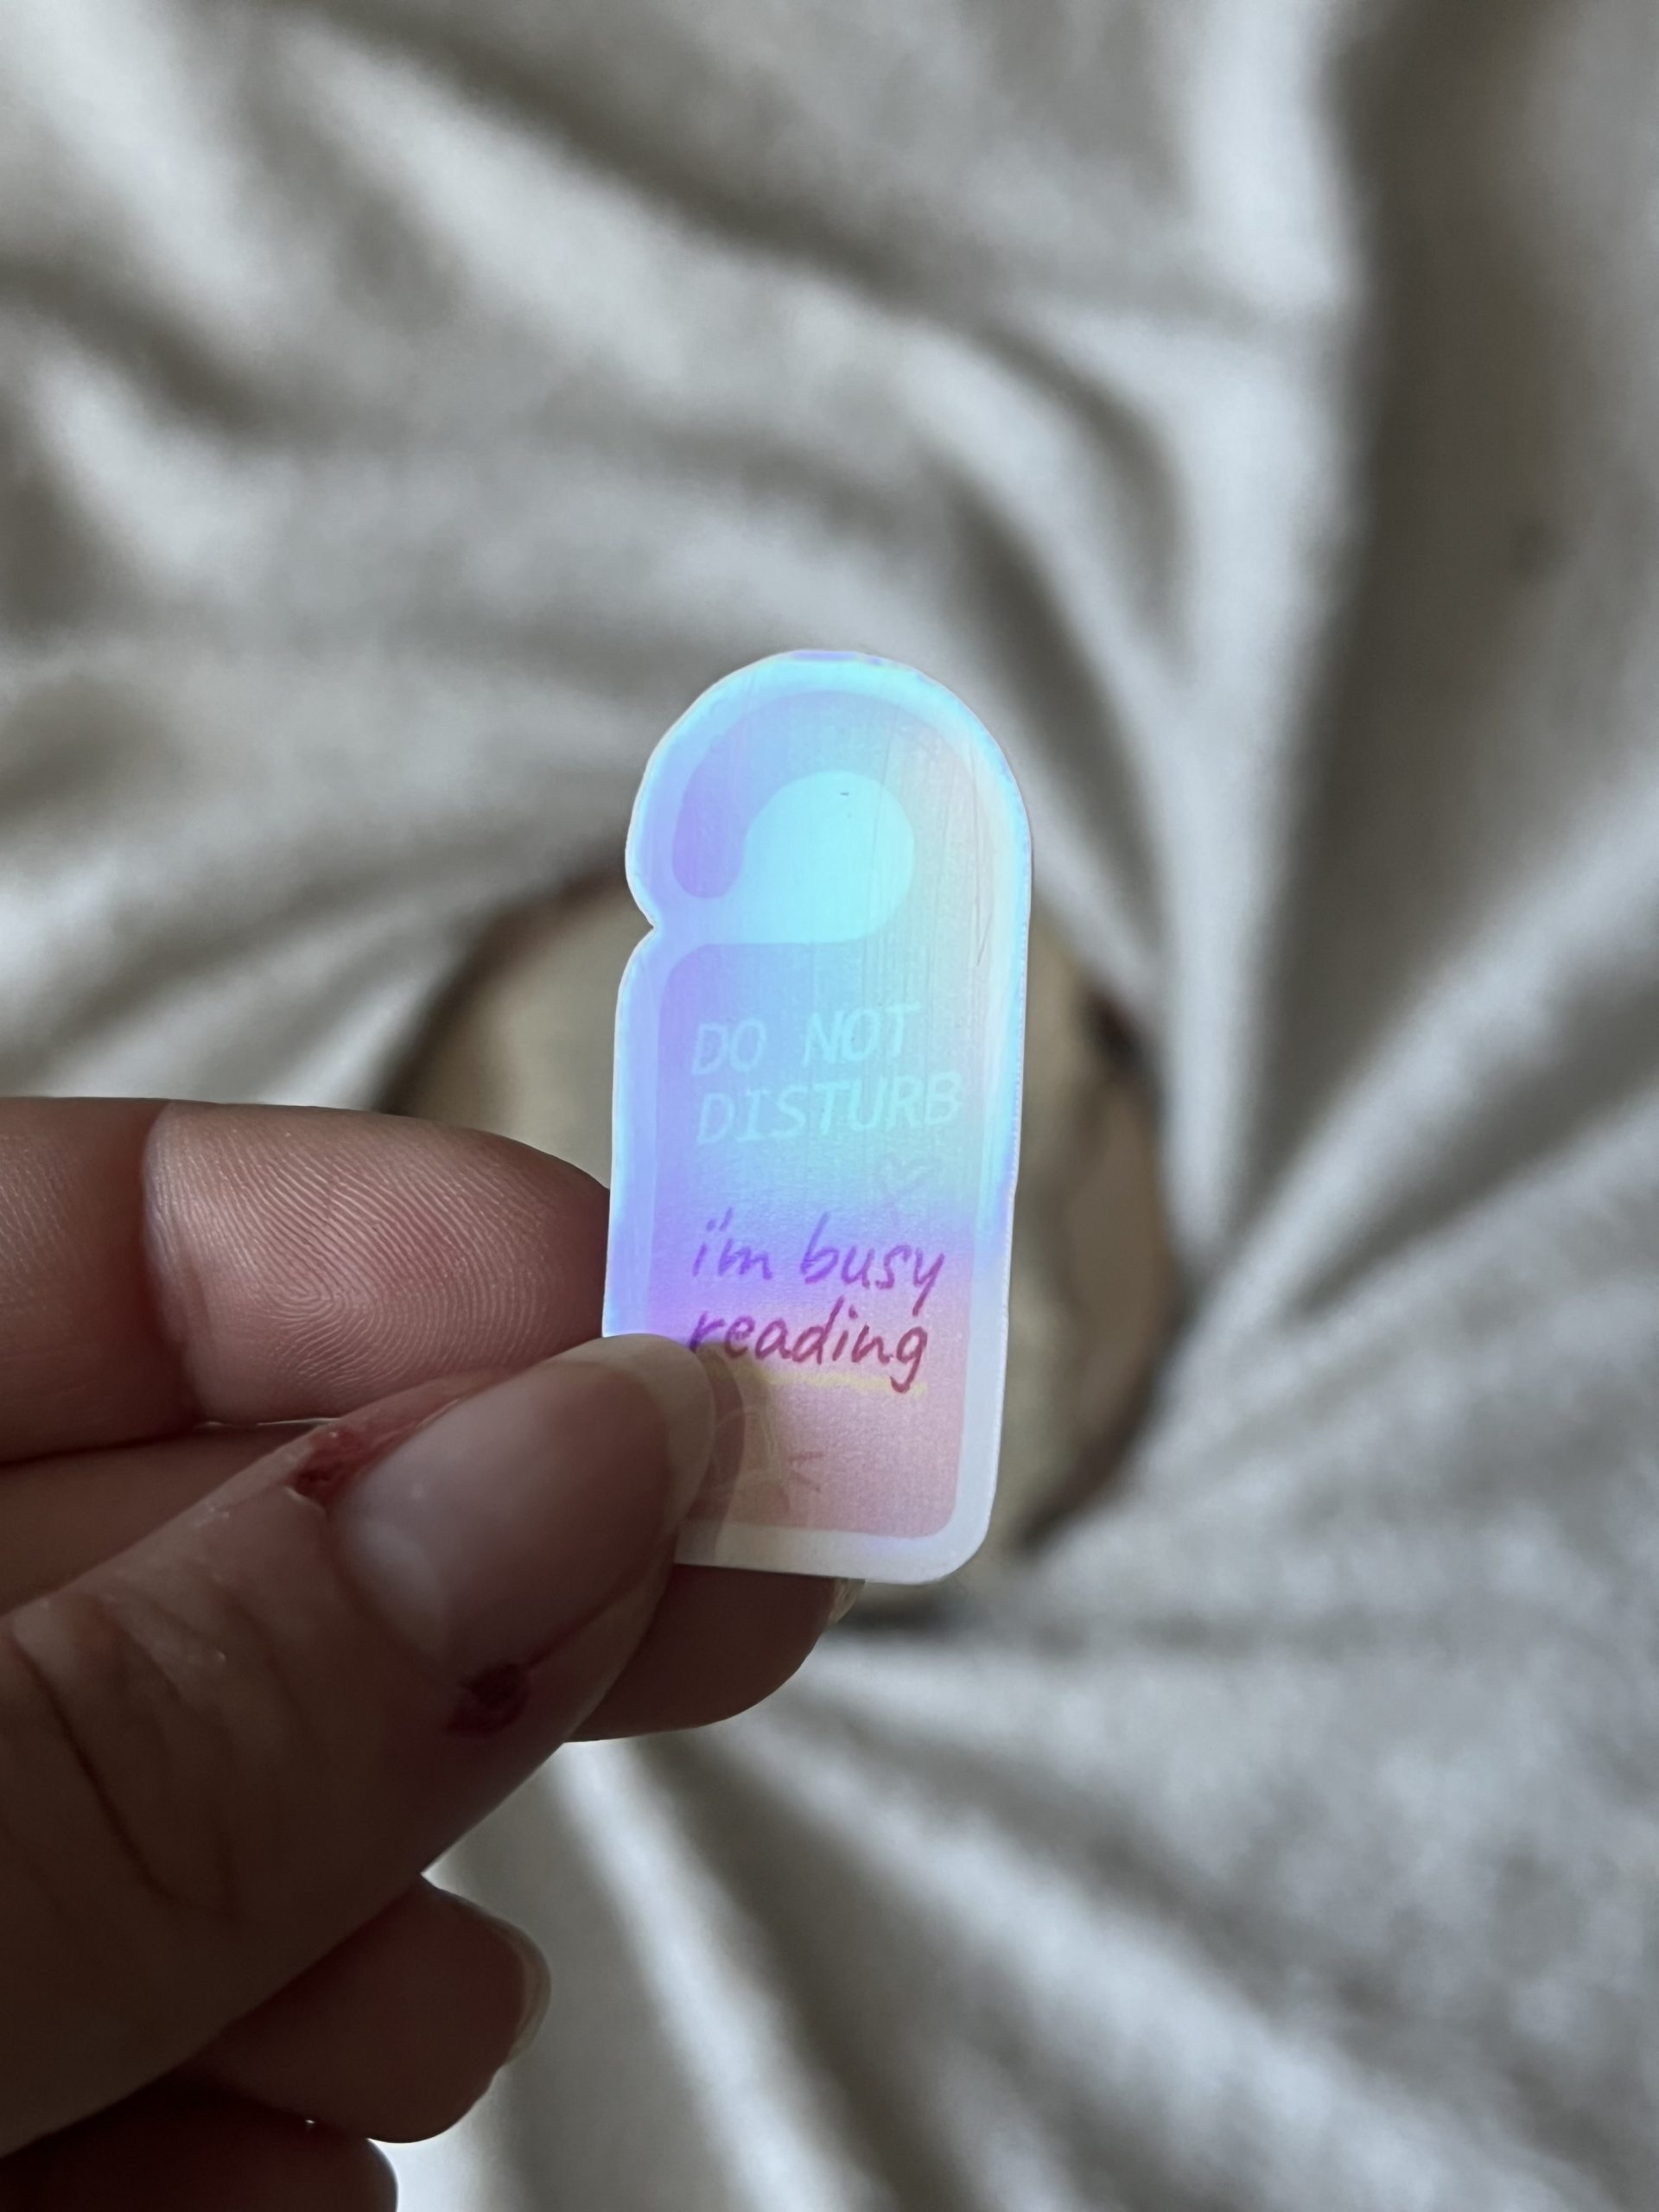 DO NOT
DISTURB
i'm busy
reading